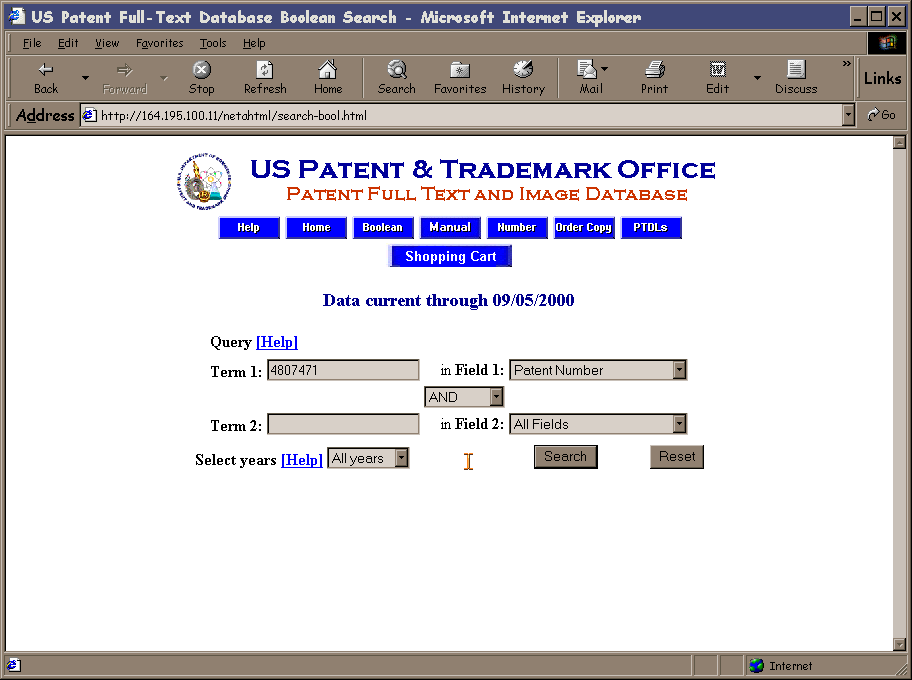 US Patent Full-Text Database Boolean Search - Microsoft Internet Explorer
File Edit View Favorites Tools Help
Back Forward Stop Refresh Home Search Favorites History Mail Print Edit Discuss » Links
Address http://164.195.100.11/netahtml/search-bool.html Go
US PATENT & TRADEMARK OFFICE
PATENT FULL TEXT AND IMAGE DATABASE
Help Home Boolean Manual Number Order Copy PTDLs
Shopping Cart
Data current through 09/05/2000
Query [Help]
Term 1: 4807471 in Field 1: Patent Number
AND
Term 2: in Field 2: All Fields
Select years [Help] All years Search Reset
Internet